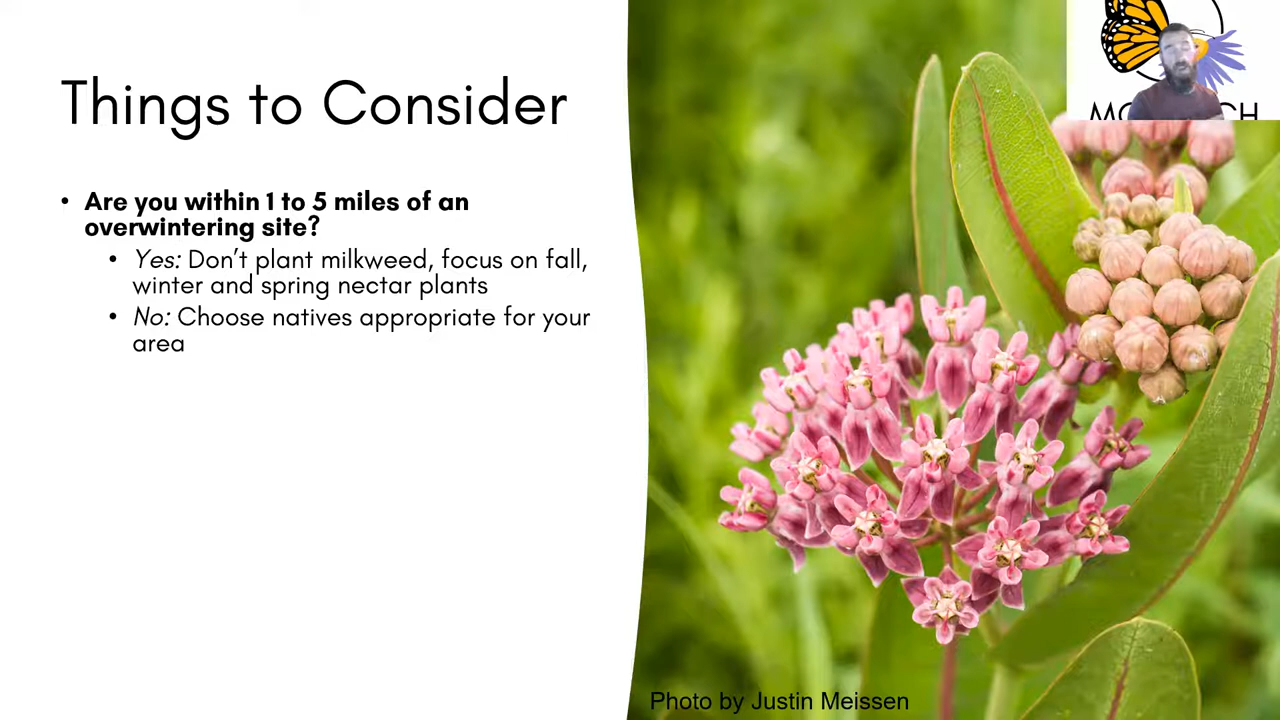 Things to Consider
• Are you within 1 to 5 miles of an
overwintering site?
• Yes: Don’t plant milkweed, focus on fall,
winter and spring nectar plants
• No: Choose natives appropriate for your
area
Photo by Justin Meissen